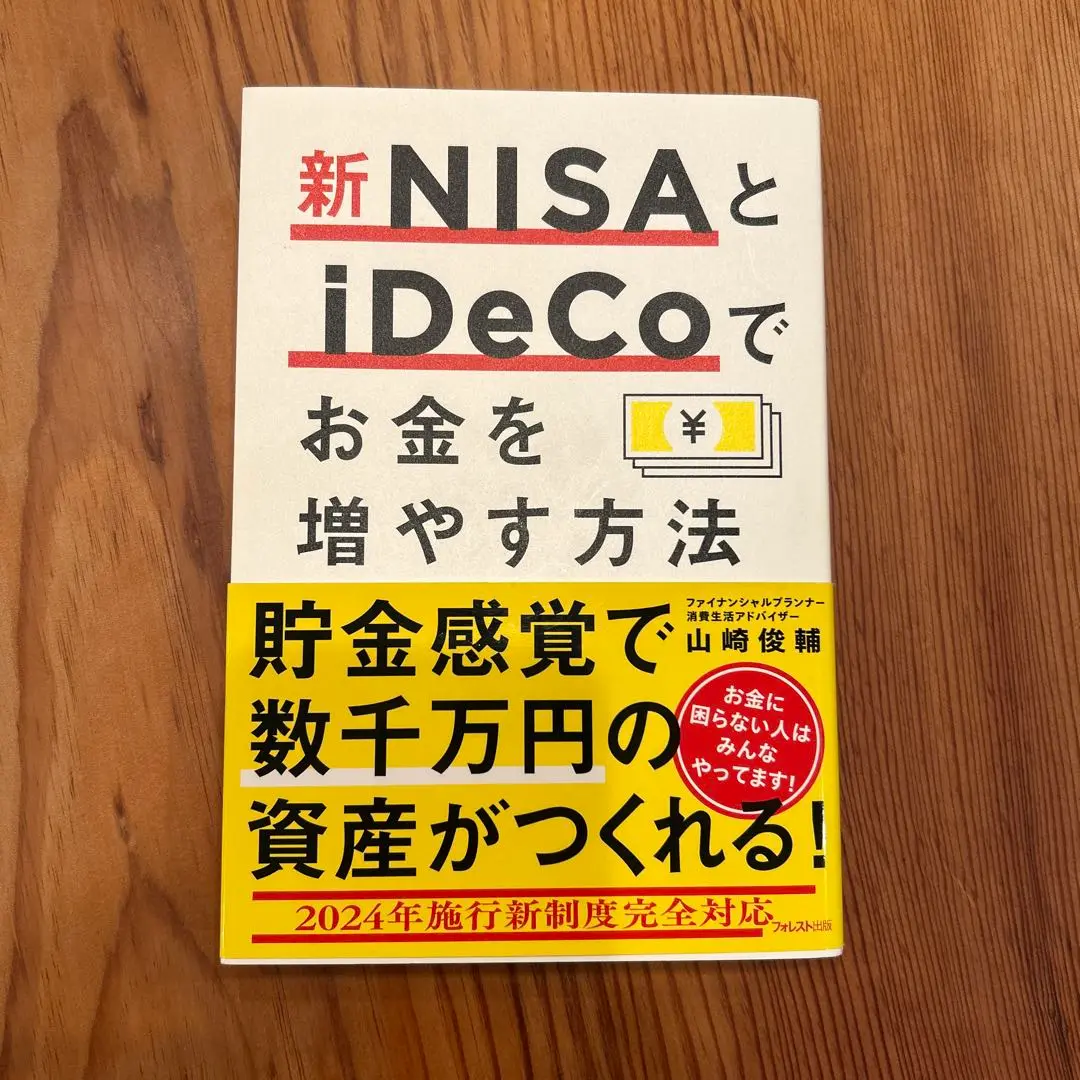 新NISAと
iDeCoで
お金を
¥
増やす方法
ファイナンシャルプランナー
消費生活アドバイザー
山崎俊輔
貯金感覚で
数千万円の
資産がつくれる!
お金に
困らない人は
みんな
やってます!
2024年施行新制度完全対応
フォレスト出版